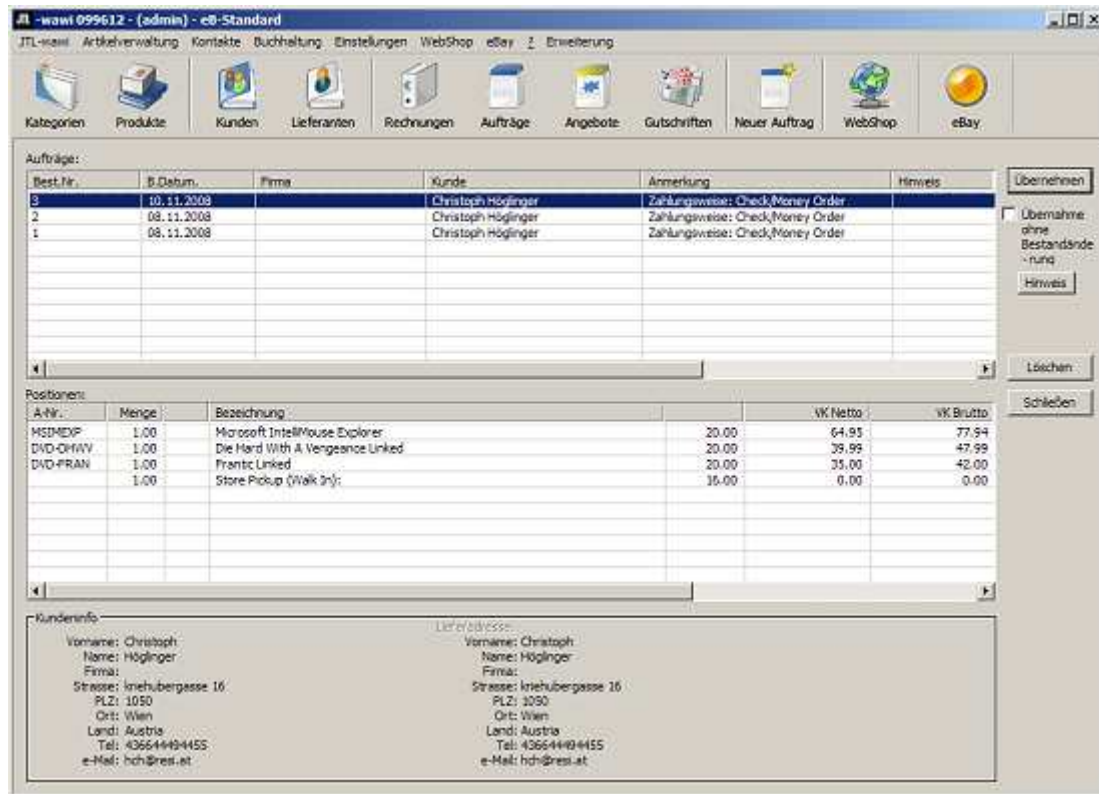 -wawi 099612 - (admin) - eB-Standard
JTL-wawi Artikelverwaltung Kontakte Buchhaltung Einstellungen WebShop eBay ? Erweiterung
Kategorien Produkte Kunden Lieferanten Rechnungen Aufträge Angebote Gutschriften Neuer Auftrag WebShop eBay
Aufträge:
Best.Nr. B.Datum. Firma Kunde Anmerkung Hinweis
3 10.11.2008 Christoph Höglinger Zahlungsweise: Check/Money Order
2 08.11.2008 Christoph Höglinger Zahlungsweise: Check/Money Order
1 08.11.2008 Christoph Höglinger Zahlungsweise: Check/Money Order
Übernehmen
Übernahme
ohne
Bestandände
-rung
Hinweis
Löschen
Schließen
Positionen:
A-Nr. Menge Bezeichnung VK Netto VK Brutto
MSIMEXP 1.00 Microsoft IntelliMouse Explorer 20.00 64.95 77.94
DVD-DHWV 1.00 Die Hard With A Vengeance Linked 20.00 39.99 47.99
DVD-FRAN 1.00 Frantic Linked 20.00 35.00 42.00
1.00 Store Pickup (Walk In): 16.00 0.00 0.00
Kundeninfo
Vorname: Christoph
Name: Höglinger
Firma:
Strasse: kriehubergasse 16
PLZ: 1050
Ort: Wien
Land: Austria
Tel: 436644494455
e-Mail: hch@resi.at
Lieferadresse
Vorname: Christoph
Name: Höglinger
Firma:
Strasse: kriehubergasse 16
PLZ: 1050
Ort: Wien
Land: Austria
Tel: 436644494455
e-Mail: hch@resi.at